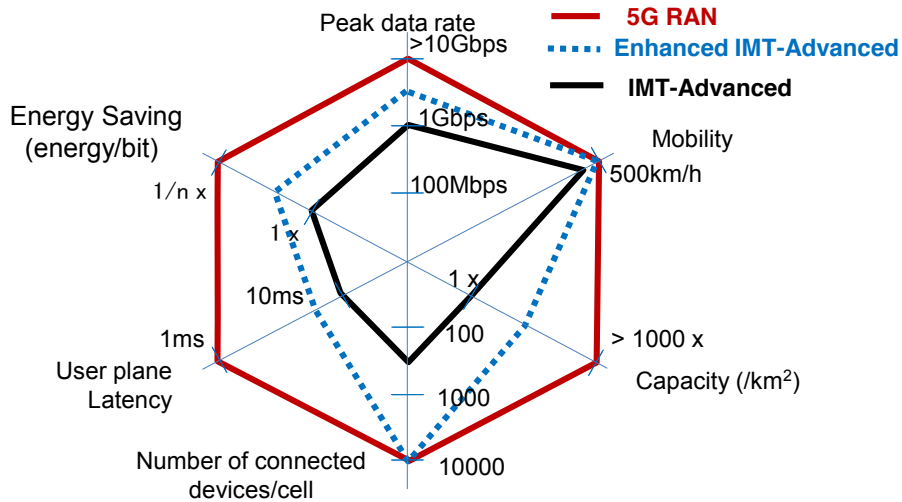 Peak data rate
>10Gbps
5G RAN
Enhanced IMT-Advanced
IMT-Advanced
Energy Saving
(energy/bit)
1Gbps
Mobility
500km/h
1/n x
100Mbps
1 x
1 x
10ms
100
1ms
> 1000 x
User plane
Latency
Capacity (/km²)
1000
Number of connected
devices/cell
10000